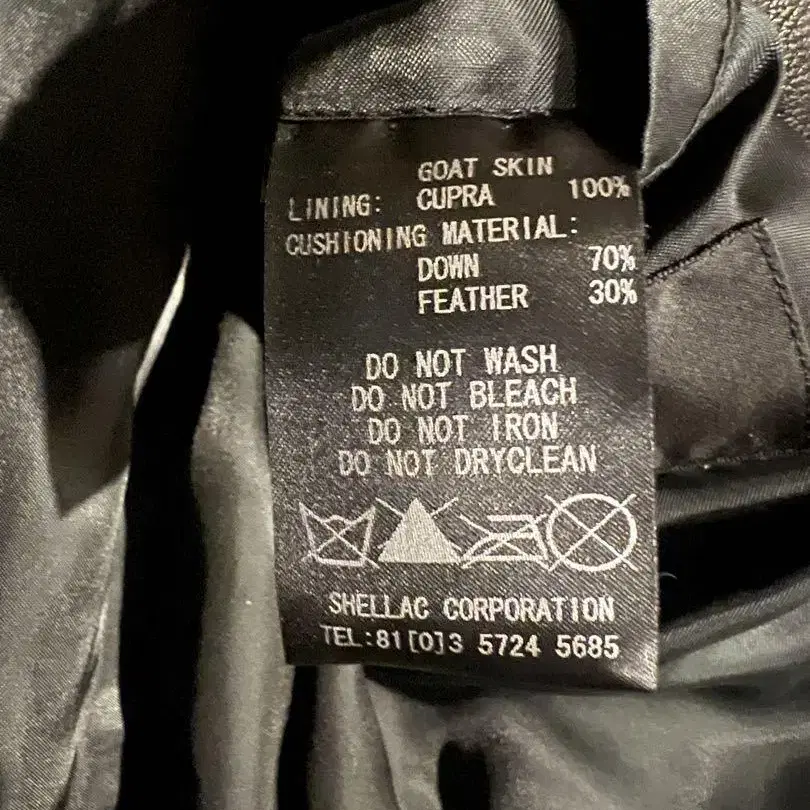 GOAT SKIN
LINING: CUPRA 100%
CUSHIONING MATERIAL:
DOWN 70%
FEATHER 30%
DO NOT WASH
DO NOT BLEACH
DO NOT IRON
DO NOT DRYCLEAN
SHELLAC CORPORATION
TEL:81[0]3 5724 5685